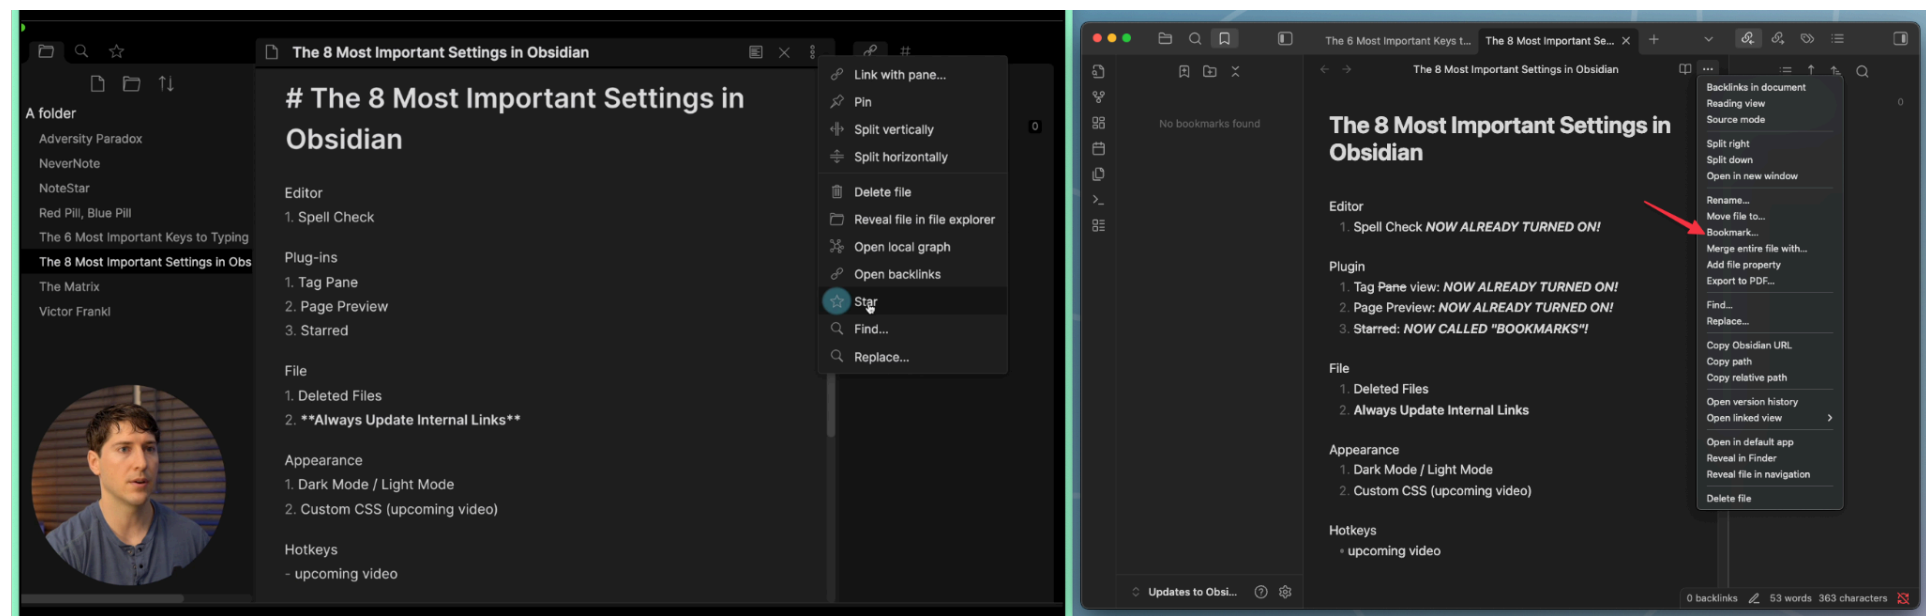 The 8 Most Important Settings in Obsidian
A folder
Adversity Paradox
NeverNote
NoteStar
Red Pill, Blue Pill
The 6 Most Important Keys to Typing
The 8 Most Important Settings in Obs
The Matrix
Victor Frankl
# The 8 Most Important Settings in
Obsidian
Editor
1. Spell Check
Plug-ins
1. Tag Pane
2. Page Preview
3. Starred
File
1. Deleted Files
2. **Always Update Internal Links**
Appearance
1. Dark Mode / Light Mode
2. Custom CSS (upcoming video)
Hotkeys
- upcoming video
#
Link with pane...
Pin
Split vertically
Split horizontally
Delete file
Reveal file in file explorer
Open local graph
Open backlinks
Star
Find...
Replace...
0
The 6 Most Important Keys t...
The 8 Most Important Se...
The 8 Most Important Settings in Obsidian
No bookmarks found
The 8 Most Important Settings in
Obsidian
Editor
1. Spell Check NOW ALREADY TURNED ON!
Plugin
1. Tag Pane view: NOW ALREADY TURNED ON!
2. Page Preview: NOW ALREADY TURNED ON!
3. Starred: NOW CALLED "BOOKMARKS"!
File
1. Deleted Files
2. Always Update Internal Links
Appearance
1. Dark Mode / Light Mode
2. Custom CSS (upcoming video)
Hotkeys
• upcoming video
Backlinks in document
Reading view
Source mode
Split right
Split down
Open in new window
Rename...
Move file to...
Bookmark...
Merge entire file with...
Add file property
Export to PDF...
Find...
Replace...
Copy Obsidian URL
Copy path
Copy relative path
Open version history
Open linked view
Open in default app
Reveal in Finder
Reveal file in navigation
Delete file
0
Updates to Obsi...
0 backlinks 53 words 363 characters